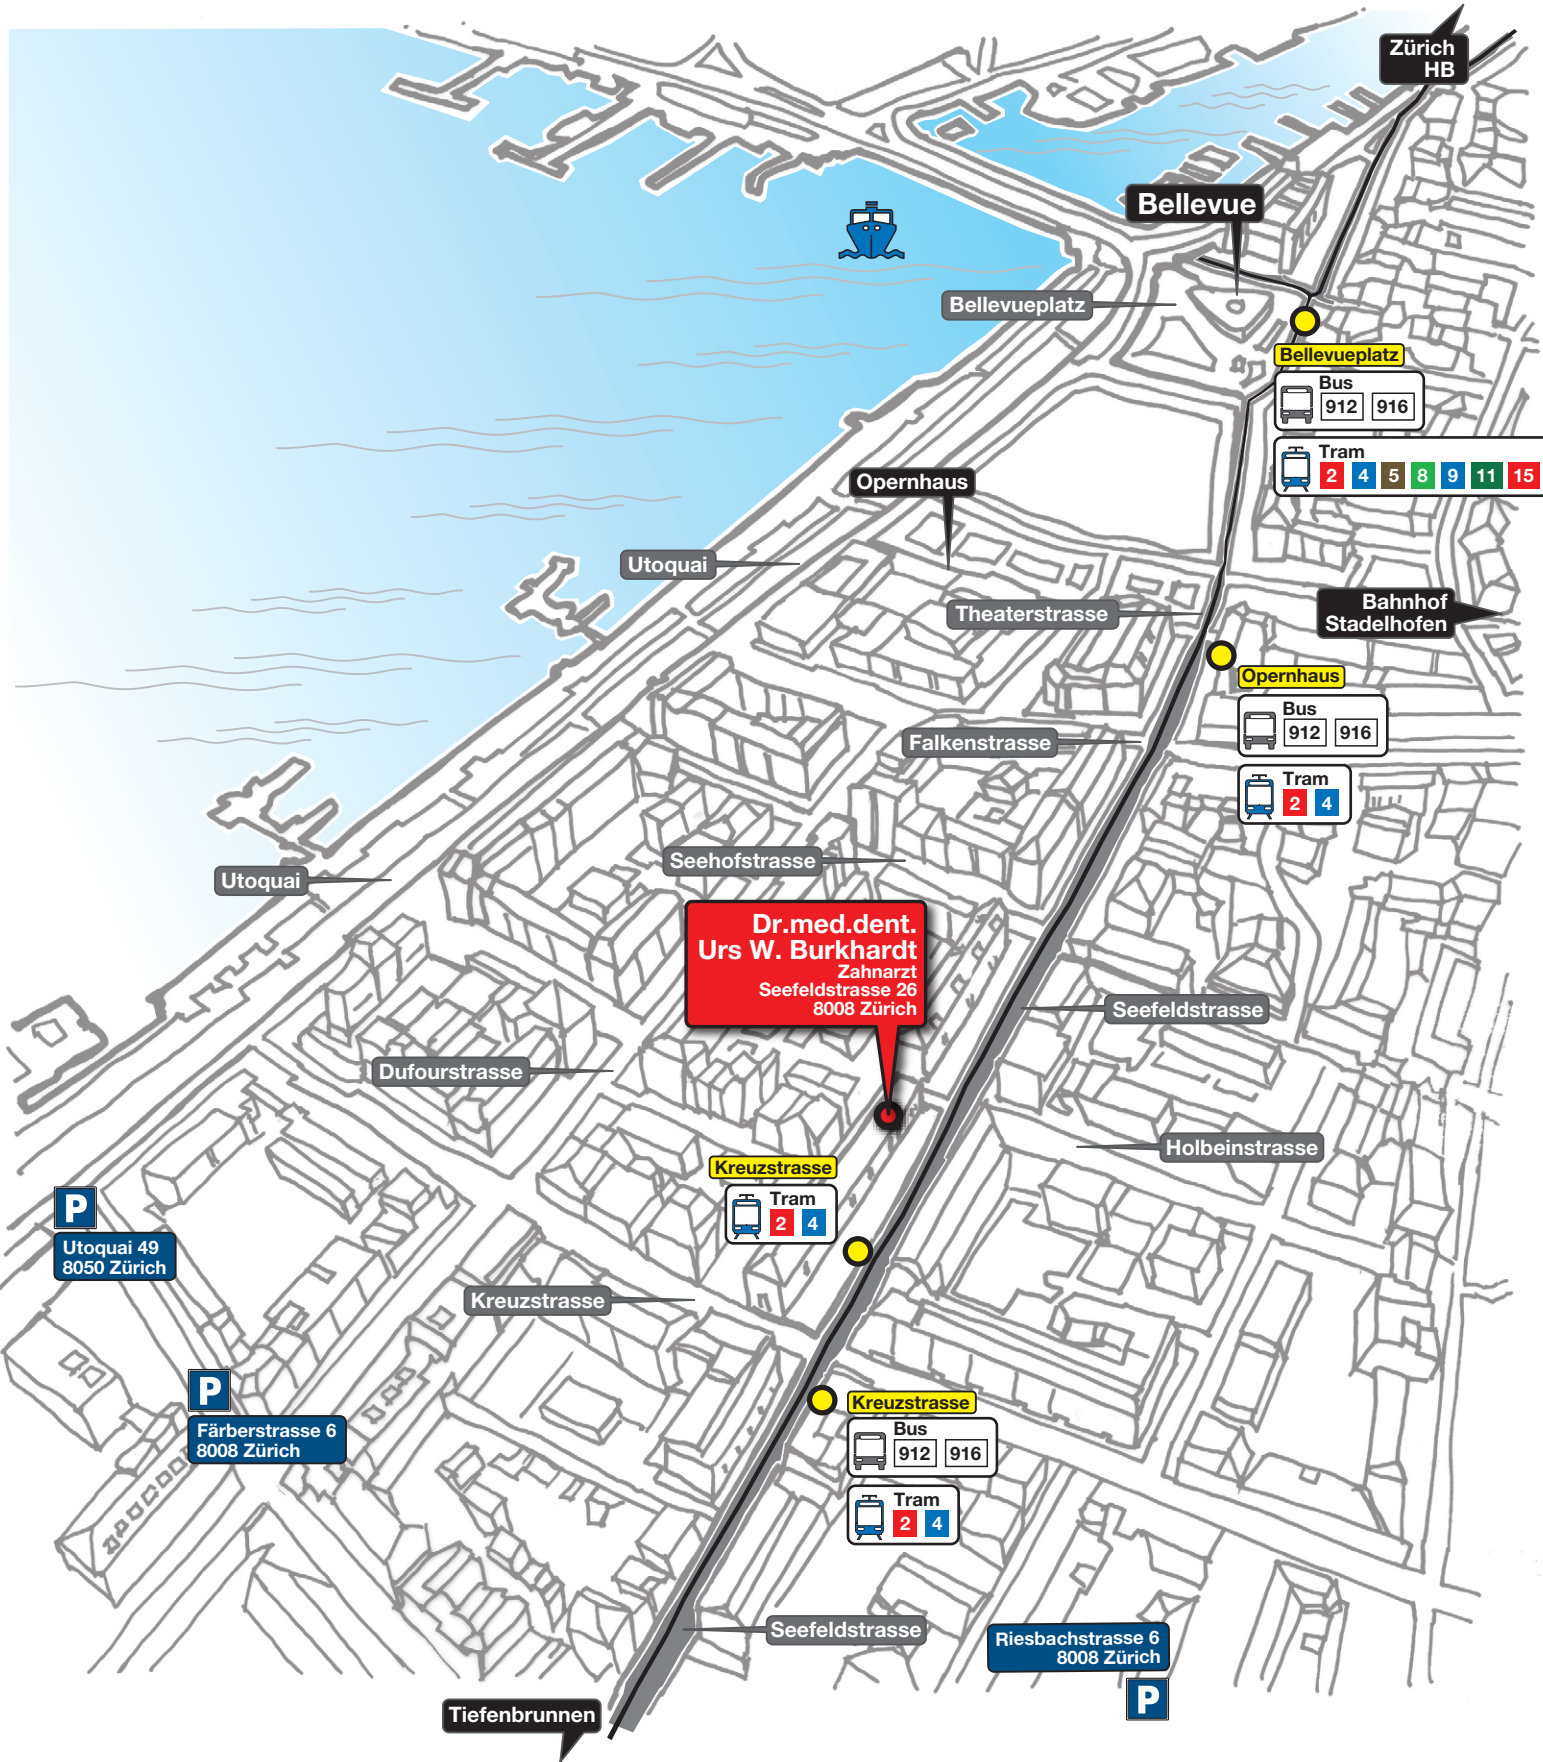 Zürich
HB
Bellevue
Bellevueplatz
Bellevueplatz
Bus
912 916
Tram
2 4 5 8 9 11 15
Opernhaus
Utoquai
Theaterstrasse
Bahnhof
Stadelhofen
Opernhaus
Bus
912 916
Tram
2 4
Falkenstrasse
Seehofstrasse
Utoquai
Dr.med.dent.
Urs W. Burkhardt
Zahnarzt
Seefeldstrasse 26
8008 Zürich
Seefeldstrasse
Dufourstrasse
Holbeinstrasse
Kreuzstrasse
Tram
2 4
P
Utoquai 49
8050 Zürich
Kreuzstrasse
P
Färberstrasse 6
8008 Zürich
Kreuzstrasse
Bus
912 916
Tram
2 4
Seefeldstrasse
Riesbachstrasse 6
8008 Zürich
P
Tiefenbrunnen